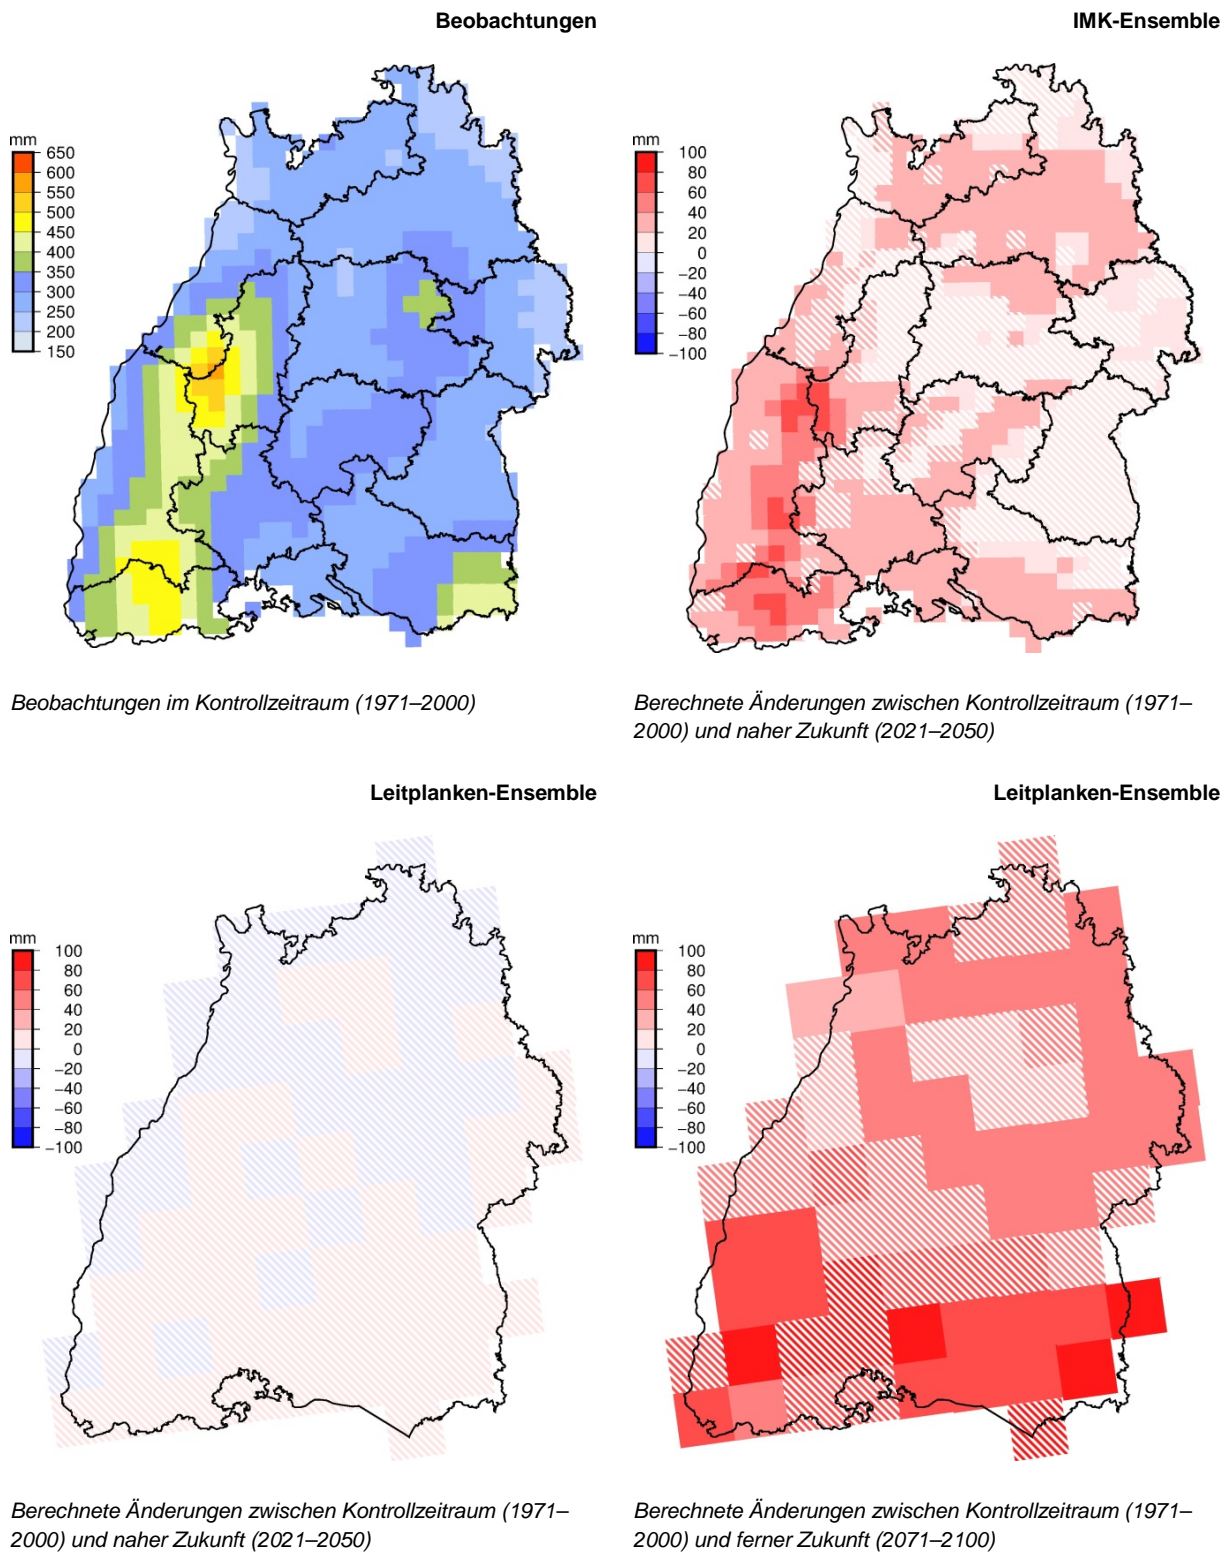 Beobachtungen
mm
650
600
550
500
450
400
350
300
250
200
150
Beobachtungen im Kontrollzeitraum (1971–2000)
IMK-Ensemble
mm
100
80
60
40
20
0
−20
−40
−60
−80
−100
Berechnete Änderungen zwischen Kontrollzeitraum (1971–
2000) und naher Zukunft (2021–2050)
Leitplanken-Ensemble
mm
100
80
60
40
20
0
−20
−40
−60
−80
−100
Berechnete Änderungen zwischen Kontrollzeitraum (1971–
2000) und naher Zukunft (2021–2050)
Leitplanken-Ensemble
mm
100
80
60
40
20
0
−20
−40
−60
−80
−100
Berechnete Änderungen zwischen Kontrollzeitraum (1971–
2000) und ferner Zukunft (2071–2100)